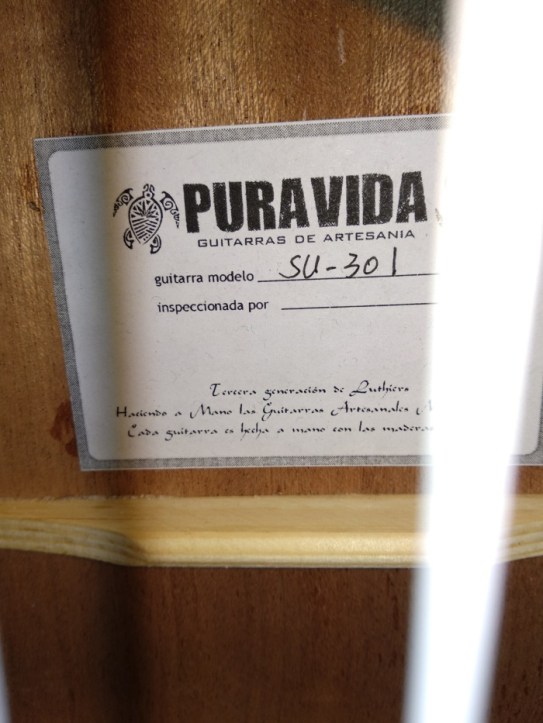 PURAVIDA
GUITARRAS DE ARTESANIA
guitarra modelo SU-301
inspeccionada por
Tercera generación de Luthiers
Haciendo a Mano las Guitarras Artesanales
Cada guitarra es hecha a mano con las maderas